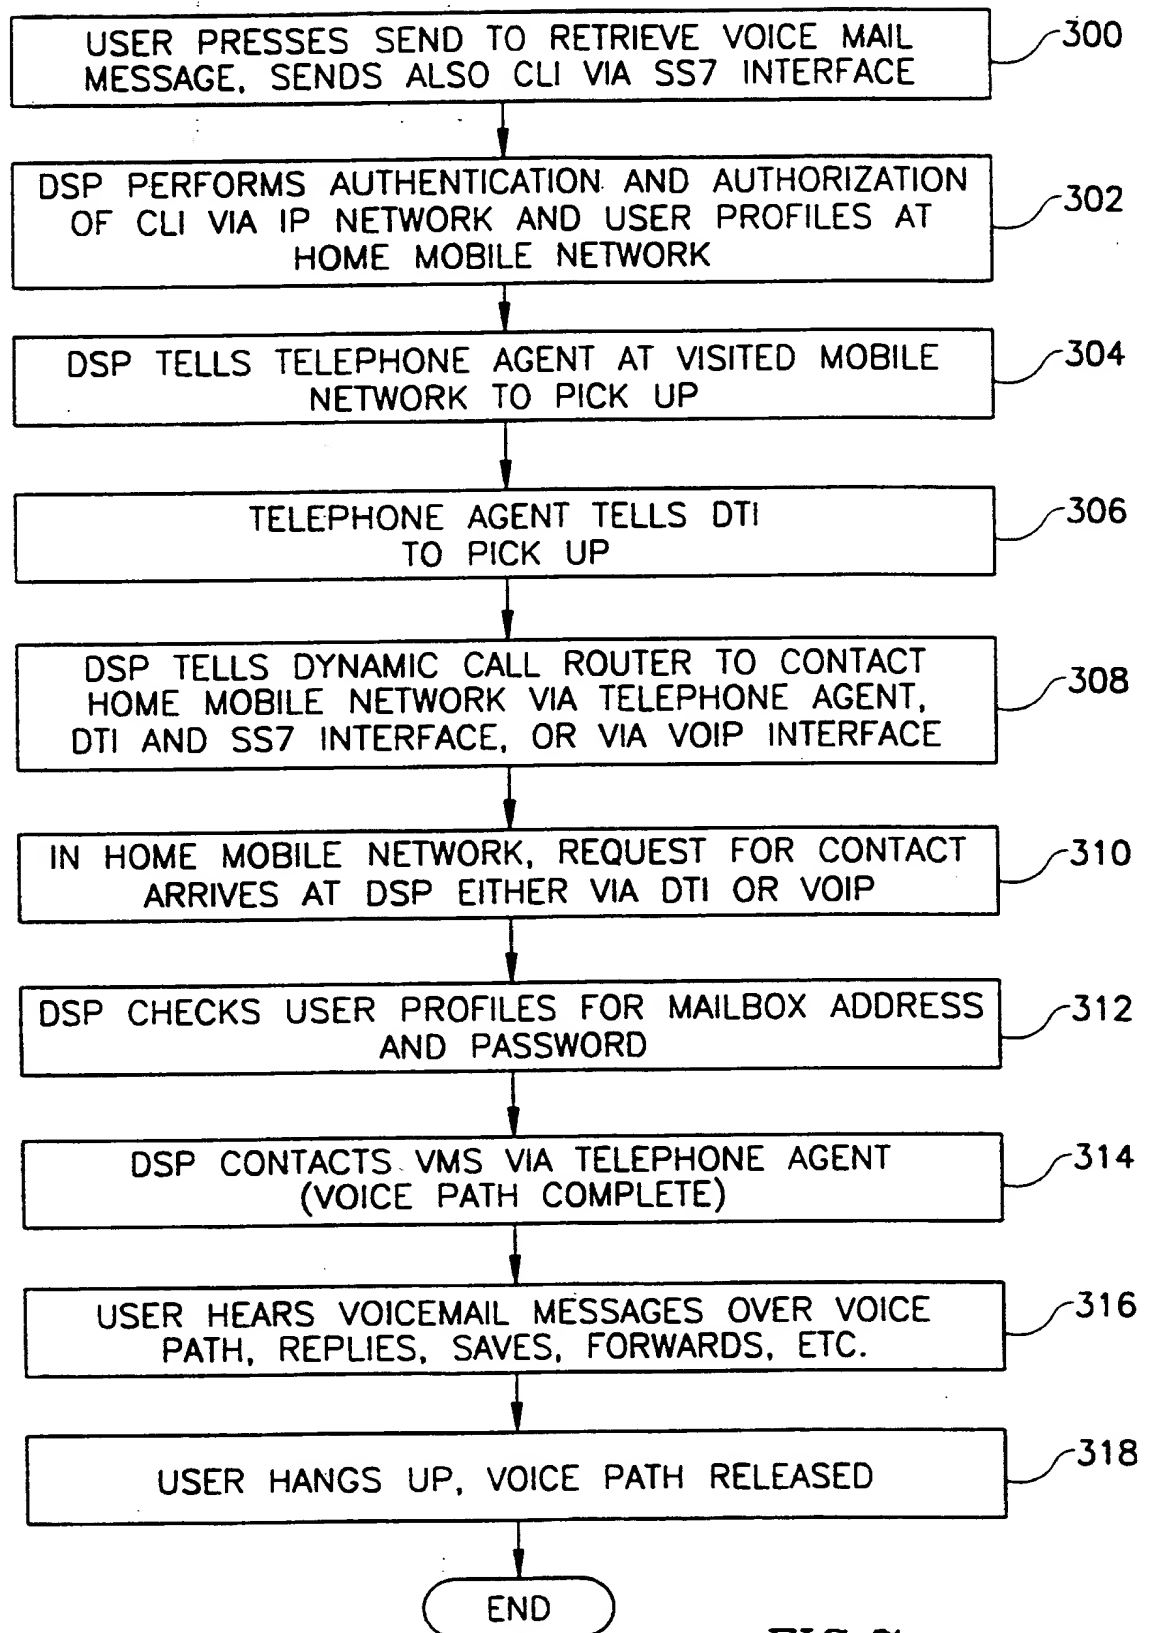 USER PRESSES SEND TO RETRIEVE VOICE MAIL
MESSAGE, SENDS ALSO CLI VIA SS7 INTERFACE
300
DSP PERFORMS AUTHENTICATION AND AUTHORIZATION
OF CLI VIA IP NETWORK AND USER PROFILES AT
HOME MOBILE NETWORK
302
DSP TELLS TELEPHONE AGENT AT VISITED MOBILE
NETWORK TO PICK UP
304
TELEPHONE AGENT TELLS DTI
TO PICK UP
306
DSP TELLS DYNAMIC CALL ROUTER TO CONTACT
HOME MOBILE NETWORK VIA TELEPHONE AGENT,
DTI AND SS7 INTERFACE, OR VIA VOIP INTERFACE
308
IN HOME MOBILE NETWORK, REQUEST FOR CONTACT
ARRIVES AT DSP EITHER VIA DTI OR VOIP
310
DSP CHECKS USER PROFILES FOR MAILBOX ADDRESS
AND PASSWORD
312
DSP CONTACTS VMS VIA TELEPHONE AGENT
(VOICE PATH COMPLETE)
314
USER HEARS VOICEMAIL MESSAGES OVER VOICE
PATH, REPLIES, SAVES, FORWARDS, ETC.
316
USER HANGS UP, VOICE PATH RELEASED
318
END